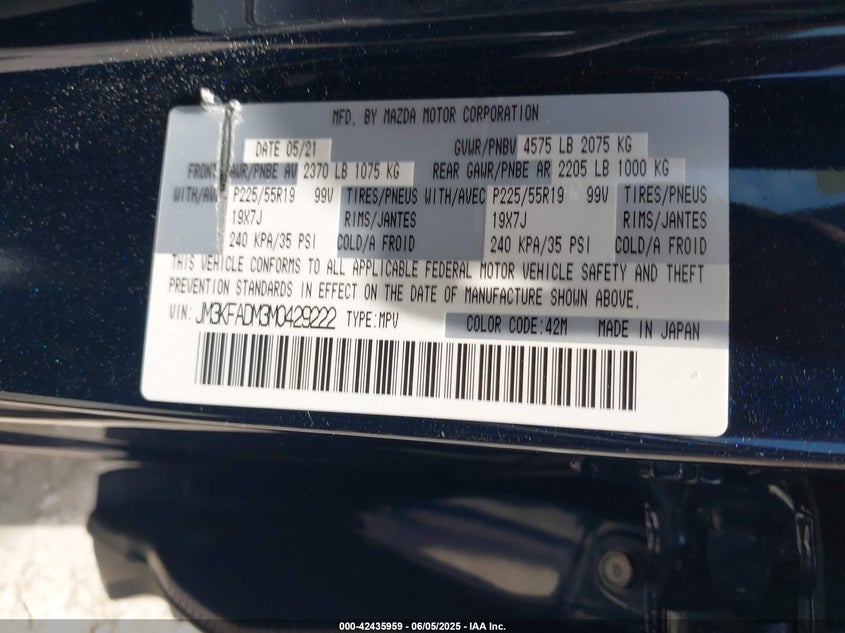 MFD. BY MAZDA MOTOR CORPORATION
DATE 05/21 GVWR/PNBV 4575 LB 2075 KG
FRONT GAWR/PNBE AV 2370 LB 1075 KG REAR GAWR/PNBE AR 2205 LB 1000 KG
WITH/AVEC P225/55R19 99V TIRES/PNEUS WITH/AVEC P225/55R19 99V TIRES/PNEUS
19X7J RIMS/JANTES 19X7J RIMS/JANTES
240 KPA/35 PSI COLD/A FROID 240 KPA/35 PSI COLD/A FROID
THIS VEHICLE CONFORMS TO ALL APPLICABLE FEDERAL MOTOR VEHICLE SAFETY AND THEFT
PREVENTION STANDARDS IN EFFECT ON THE DATE OF MANUFACTURE SHOWN ABOVE.
VIN: JM3KFADM3M0429222 TYPE:MPV COLOR CODE:42M MADE IN JAPAN
000-42435959 - 06/05/2025 - IAA Inc.